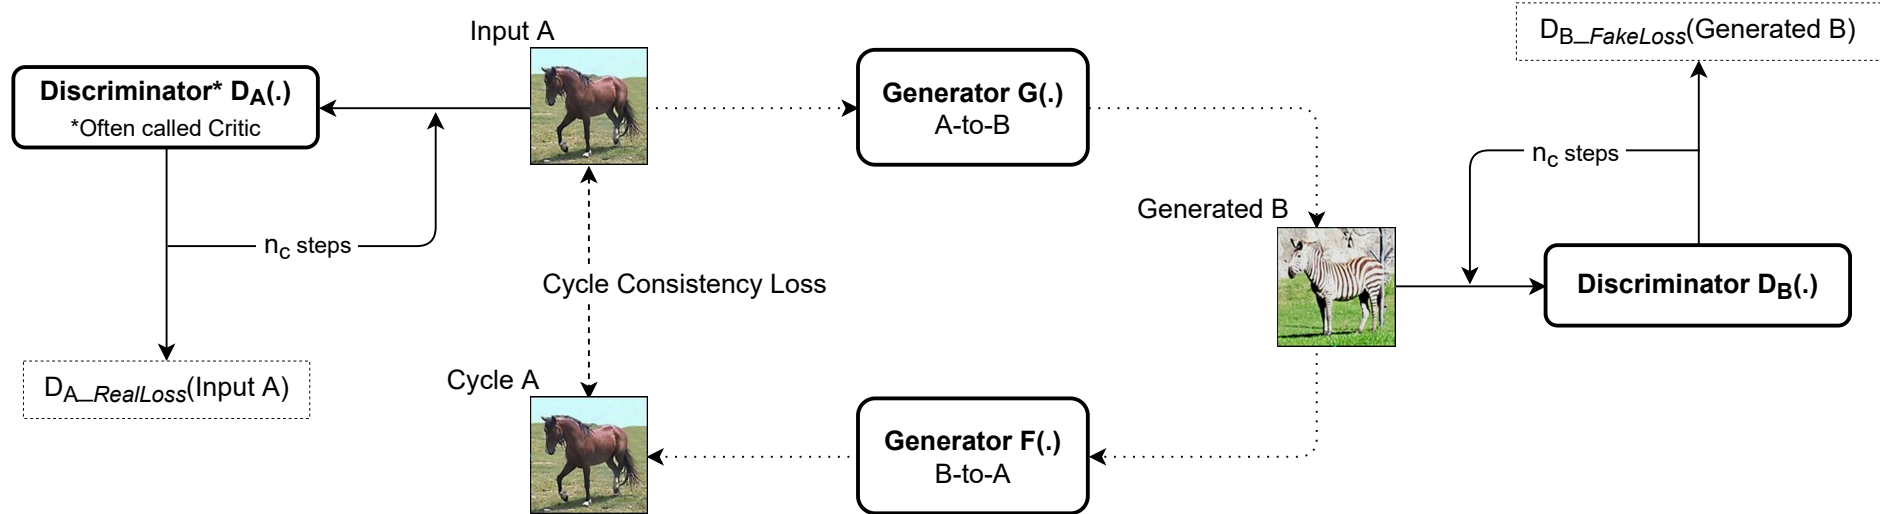 Input A
Discriminator* D_A(.)
*Often called Critic
n_c steps
D_A_RealLoss(Input A)
Generator G(.)
A-to-B
D_B_FakeLoss(Generated B)
n_c steps
Generated B
Discriminator D_B(.)
Cycle Consistency Loss
Cycle A
Generator F(.)
B-to-A